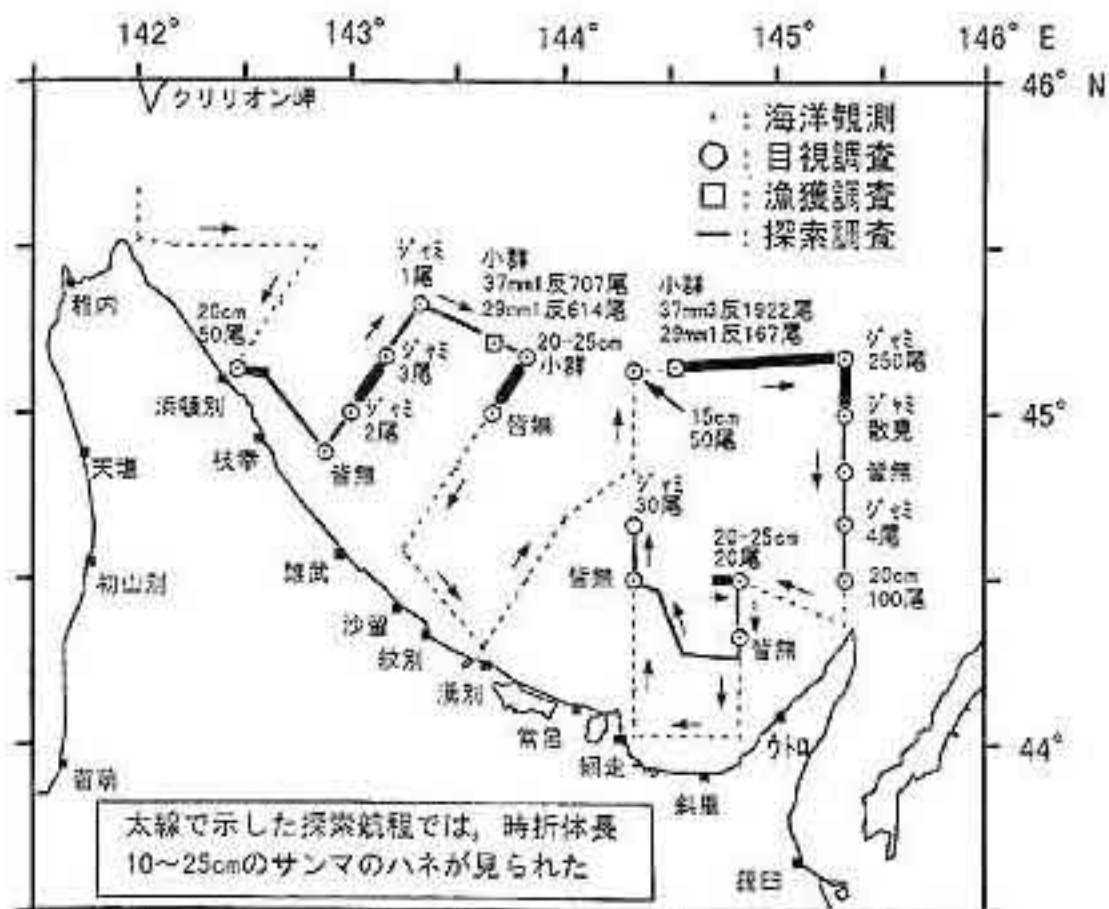 142°
143°
144°
145°
146° E
46° N
クリリオン岬
海洋観測
目視調査
漁獲調査
探索調査
ジャミ
1尾
小群
37mm1反707尾
29mm1反614尾
小群
37mm3反1922尾
29mm1反167尾
稚内
20cm
50尾
ジャミ
3尾
20-25cm
小群
ジャミ
250尾
浜頓別
ジャミ
2尾
皆無
15cm
50尾
ジャミ
散見
45°
枝幸
皆無
天塩
皆無
ジャミ
30尾
ジャミ
4尾
20-25cm
20尾
雄武
初山別
皆無
20cm
100尾
沙留
紋別
皆無
湧別
常呂
網走
ウトロ
44°
留萌
斜里
太線で示した探索航程では，時折体長
10～25cmのサンマのハネが見られた
羅臼